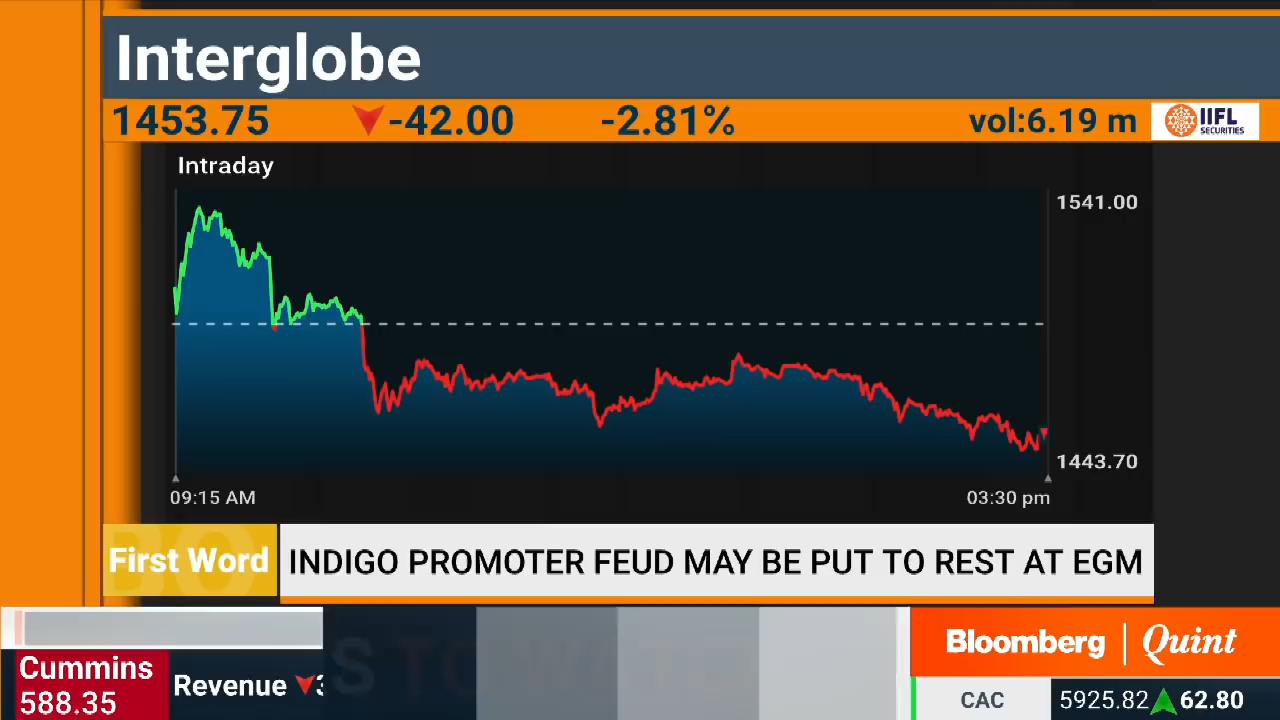 Interglobe
1453.75 -42.00 -2.81% vol:6.19 m IIFL SECURITIES
Intraday
1541.00
1443.70
09:15 AM 03:30 pm
First Word INDIGO PROMOTER FEUD MAY BE PUT TO REST AT EGM
Bloomberg | Quint
Cummins
588.35
Revenue
CAC 5925.82 62.80